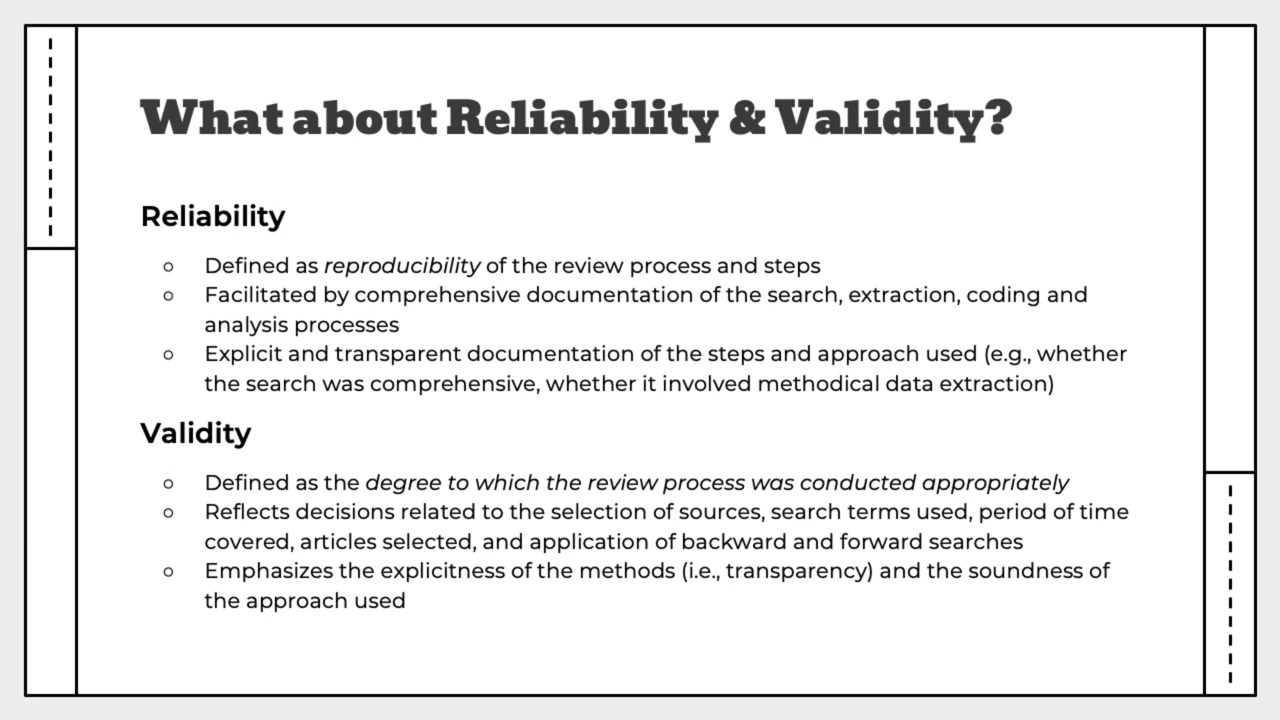 What about Reliability & Validity?
Reliability
○ Defined as reproducibility of the review process and steps
○ Facilitated by comprehensive documentation of the search, extraction, coding and
analysis processes
○ Explicit and transparent documentation of the steps and approach used (e.g., whether
the search was comprehensive, whether it involved methodical data extraction)
Validity
○ Defined as the degree to which the review process was conducted appropriately
○ Reflects decisions related to the selection of sources, search terms used, period of time
covered, articles selected, and application of backward and forward searches
○ Emphasizes the explicitness of the methods (i.e., transparency) and the soundness of
the approach used